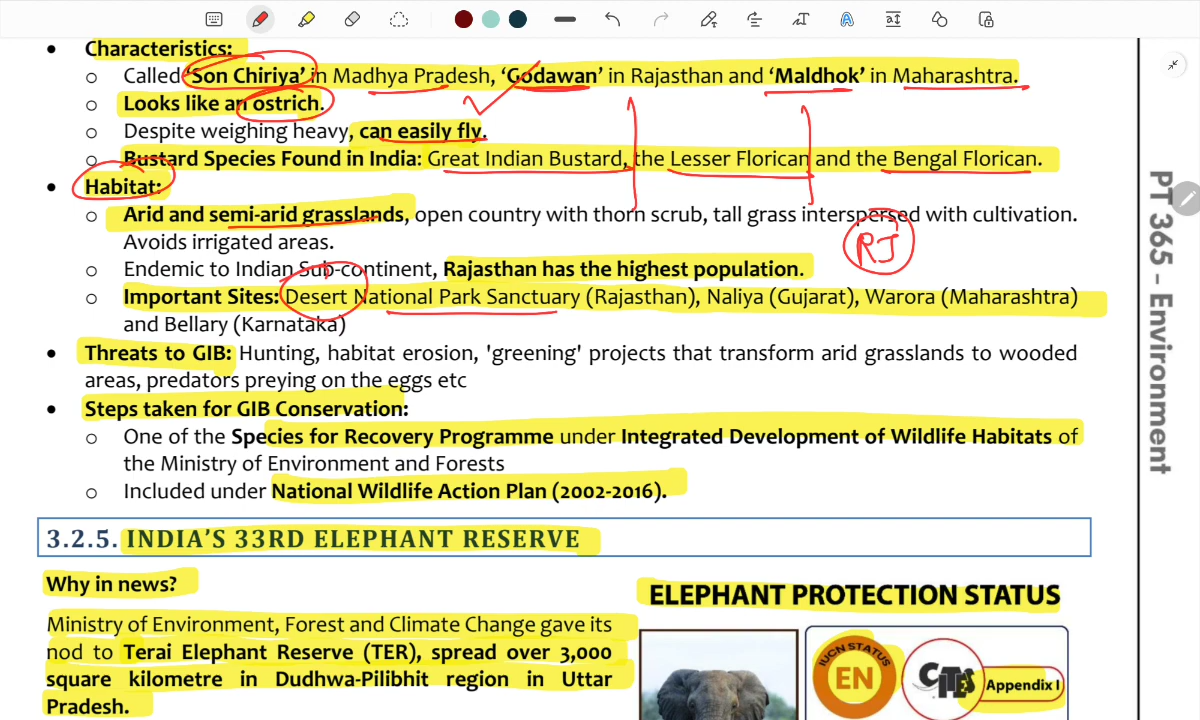 • Characteristics:
o Called 'Son Chiriya' in Madhya Pradesh, 'Godawan' in Rajasthan and 'Maldhok' in Maharashtra.
o Looks like an ostrich.
o Despite weighing heavy, can easily fly.
o Bustard Species Found in India: Great Indian Bustard, the Lesser Florican and the Bengal Florican.
• Habitat:
o Arid and semi-arid grasslands, open country with thorn scrub, tall grass interspersed with cultivation.
Avoids irrigated areas.
RJ
o Endemic to Indian Sub-continent, Rajasthan has the highest population.
o Important Sites: Desert National Park Sanctuary (Rajasthan), Naliya (Gujarat), Warora (Maharashtra)
and Bellary (Karnataka)
• Threats to GIB: Hunting, habitat erosion, 'greening' projects that transform arid grasslands to wooded
areas, predators preying on the eggs etc
• Steps taken for GIB Conservation:
o One of the Species for Recovery Programme under Integrated Development of Wildlife Habitats of
the Ministry of Environment and Forests
o Included under National Wildlife Action Plan (2002-2016).
3.2.5. INDIA'S 33RD ELEPHANT RESERVE
Why in news?
Ministry of Environment, Forest and Climate Change gave its
nod to Terai Elephant Reserve (TER), spread over 3,000
square kilometre in Dudhwa-Pilibhit region in Uttar
Pradesh.
ELEPHANT PROTECTION STATUS
IUCN STATUS
EN
CITES
Appendix I
PT 365 - Environment